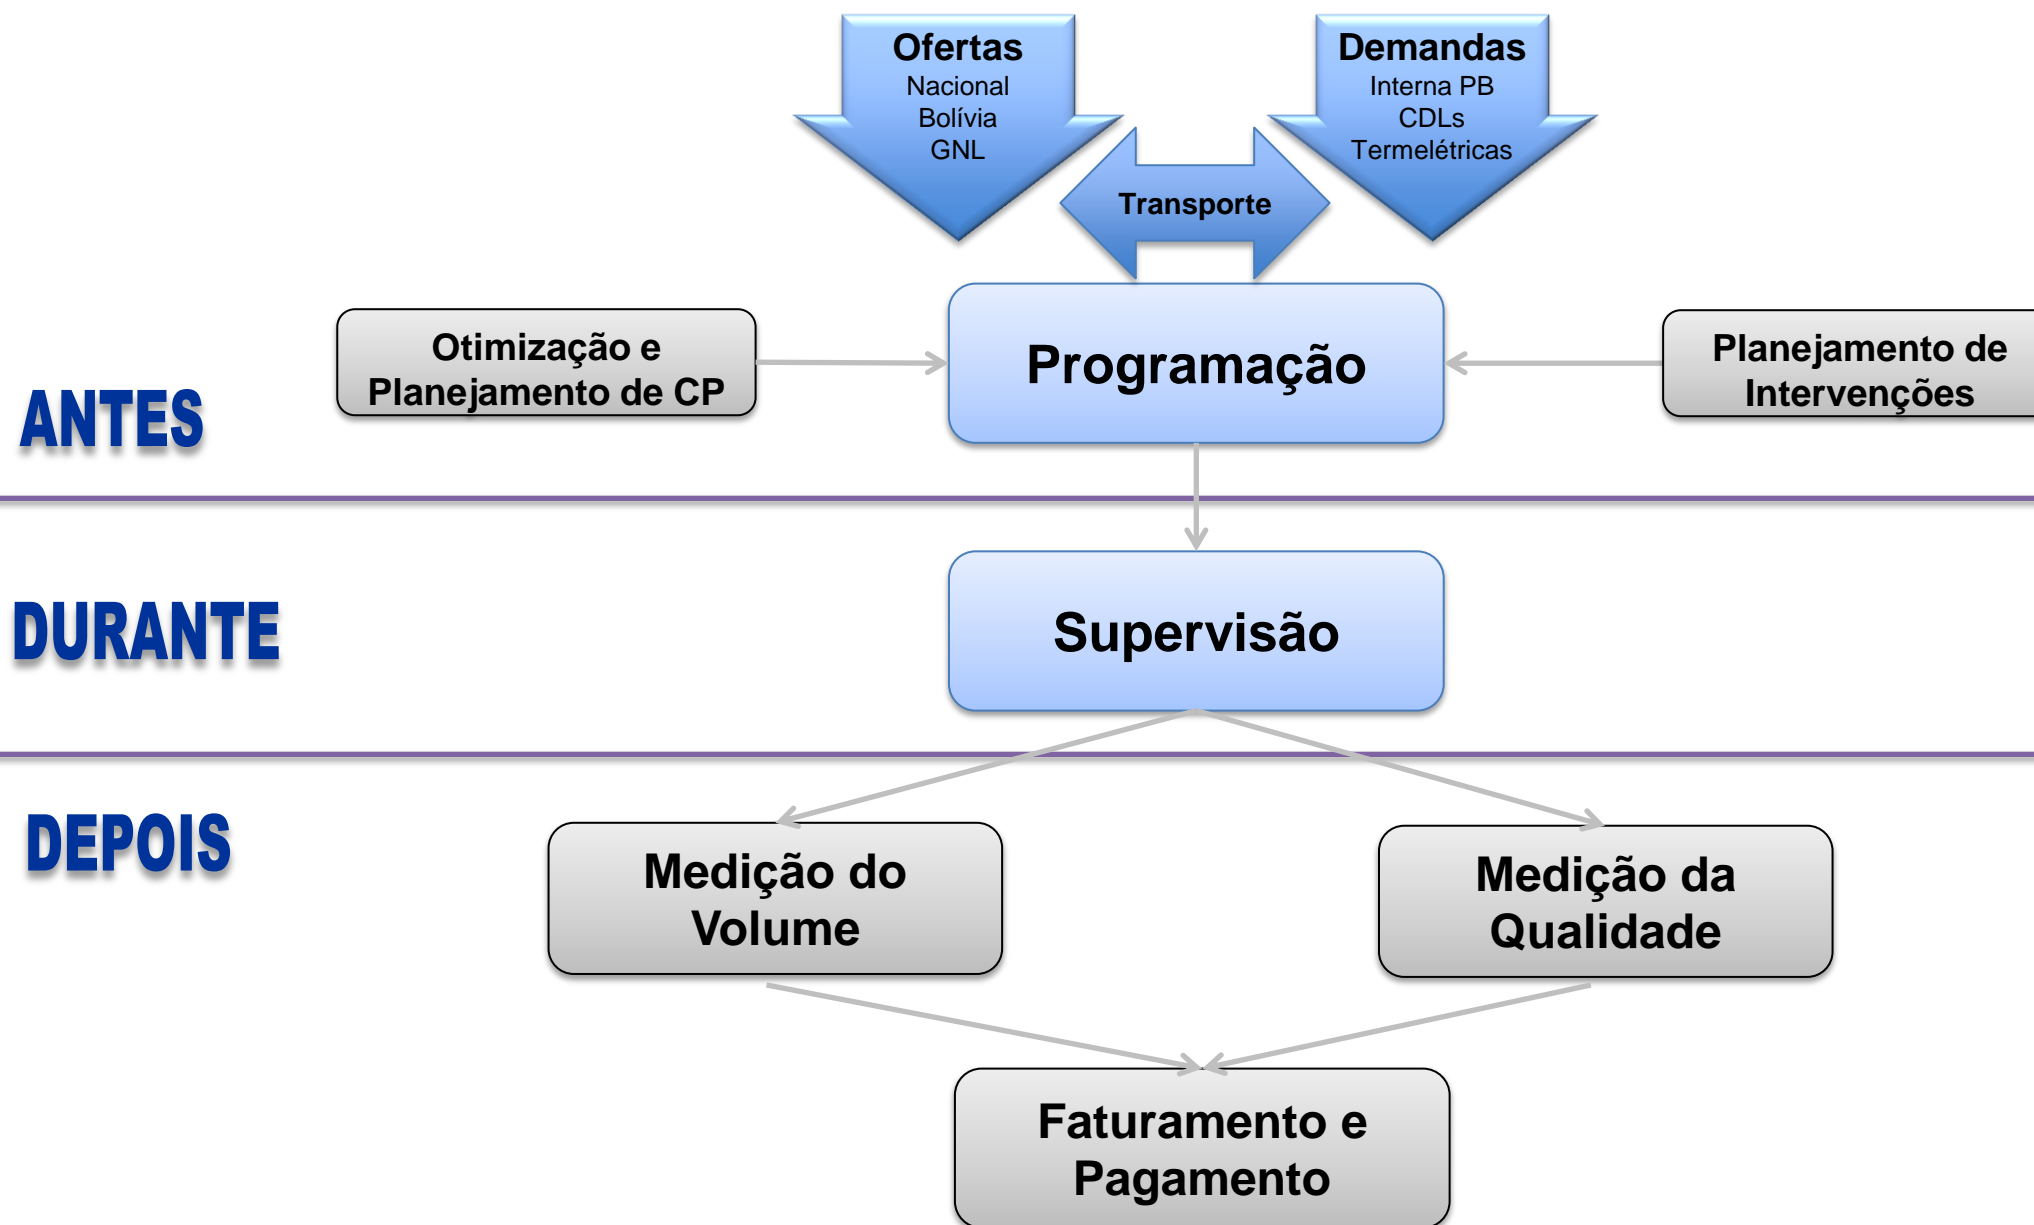 Ofertas
Nacional
Bolívia
GNL
Demandas
Interna PB
CDLs
Termelétricas
Transporte
Otimização e
Planejamento de CP
Programação
Planejamento de
Intervenções
ANTES
DURANTE
Supervisão
DEPOIS
Medição do
Volume
Medição da
Qualidade
Faturamento e
Pagamento